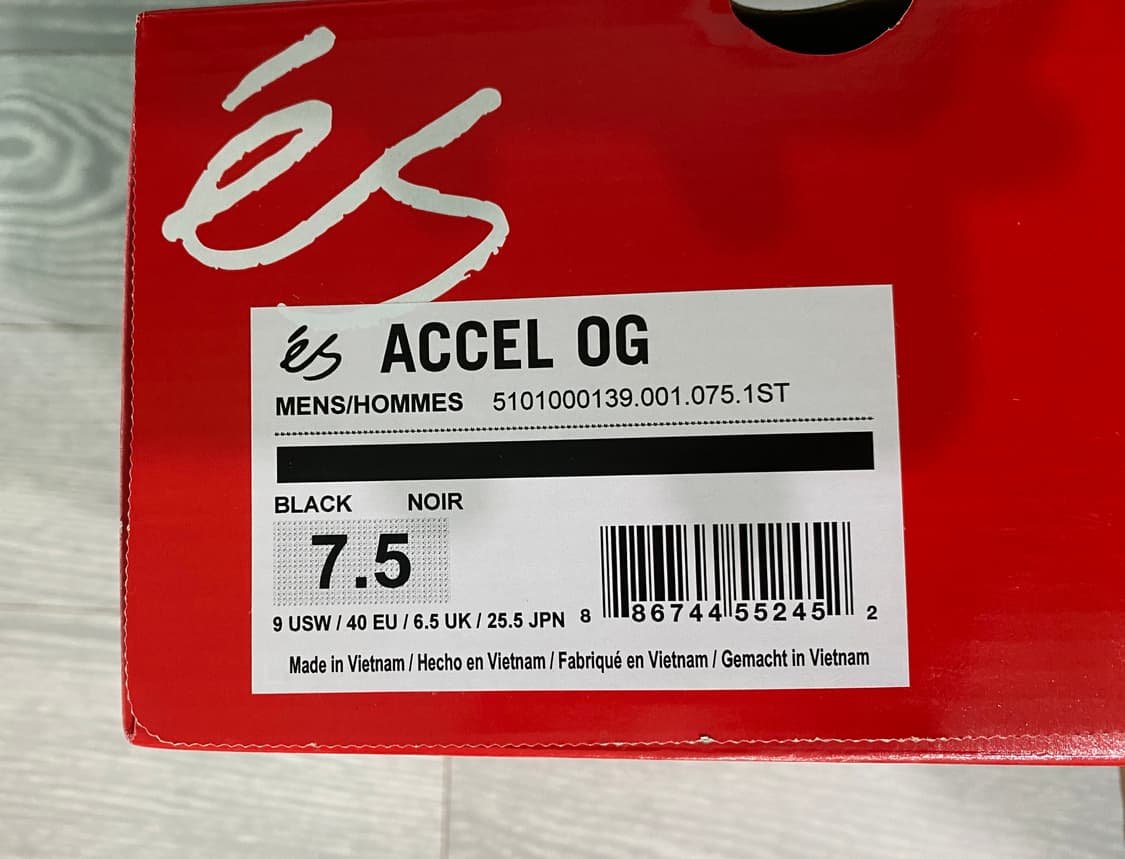 és
és ACCEL OG
MENS/HOMMES 5101000139.001.075.1ST
BLACK NOIR
7.5
9 USW / 40 EU / 6.5 UK / 25.5 JPN 8 86744 55245 2
Made in Vietnam / Hecho en Vietnam / Fabriqué en Vietnam / Gemacht in Vietnam